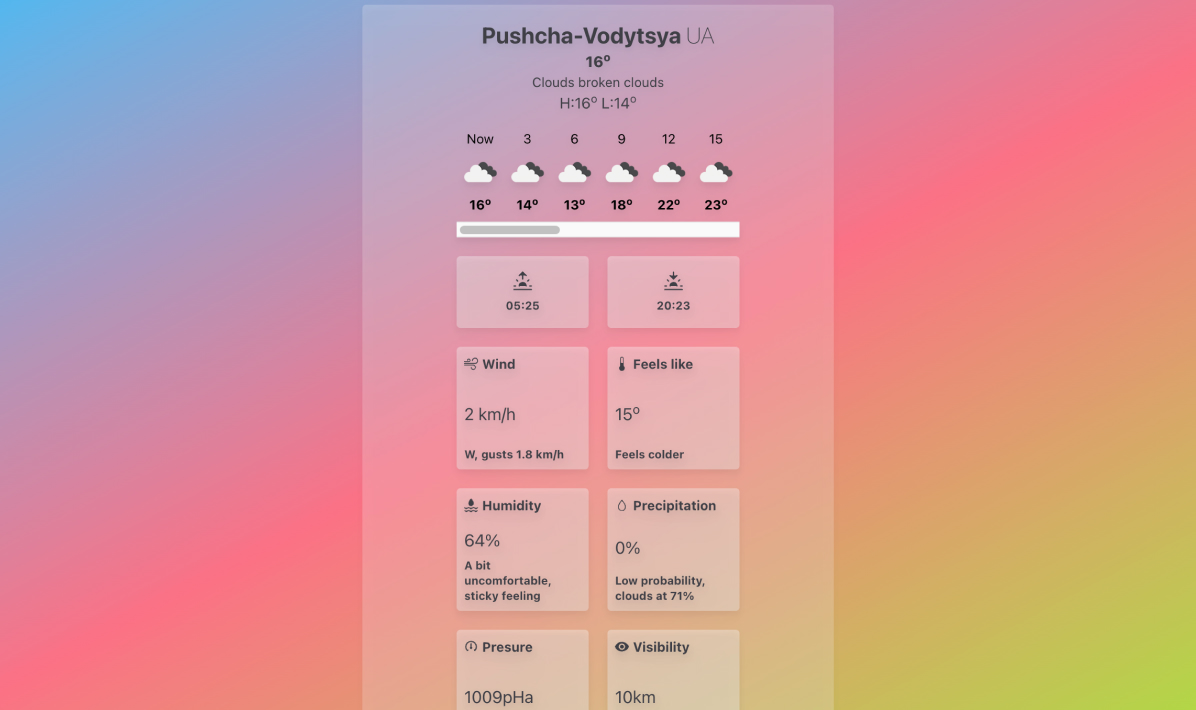 Pushcha-Vodytsya UA
16º
Clouds broken clouds
H:16º L:14º
Now 3 6 9 12 15
16º 14º 13º 18º 22º 23º
05:25 20:23
Wind
2 km/h
W, gusts 1.8 km/h
Feels like
15º
Feels colder
Humidity
64%
A bit
uncomfortable,
sticky feeling
Precipitation
0%
Low probability,
clouds at 71%
Presure
1009pHa
Visibility
10km